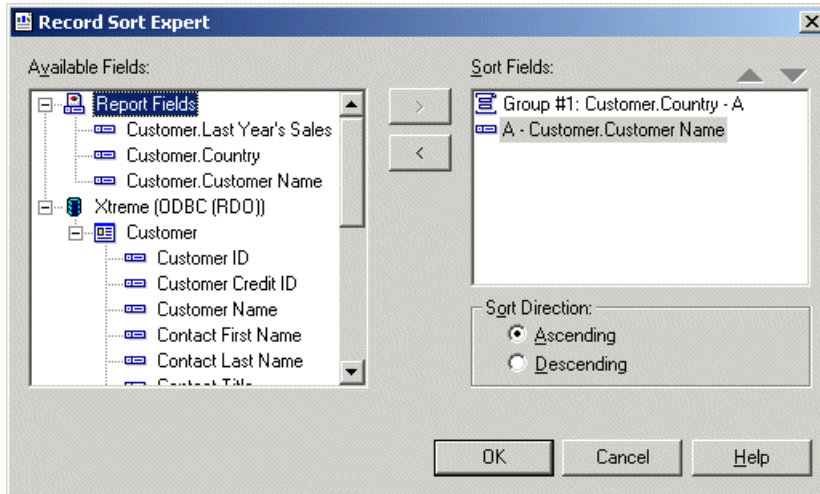 Record Sort Expert
Available Fields:
Report Fields
Customer.Last Year's Sales
Customer.Country
Customer.Customer Name
Xtreme (ODBC (RDO))
Customer
Customer ID
Customer Credit ID
Customer Name
Contact First Name
Contact Last Name
Contact Title
>
<
Sort Fields:
Group #1: Customer.Country - A
A - Customer.Customer Name
Sort Direction:
Ascending
Descending
OK
Cancel
Help